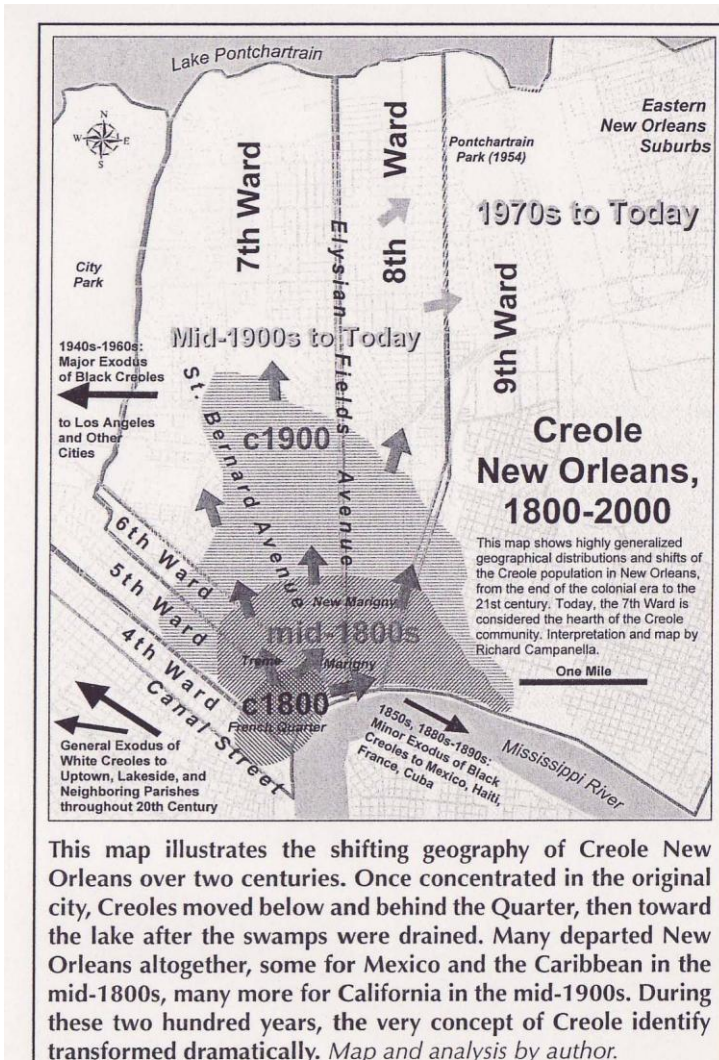 Lake Pontchartrain
N
W E
S
7th Ward
8th Ward
Pontchartrain
Park (1954)
Eastern
New Orleans
Suburbs
1970s to Today
City
Park
Elysian Fields Avenue
9th Ward
Mid-1900s to Today
1940s-1960s:
Major Exodus
of Black Creoles
to Los Angeles
and Other
Cities
St. Bernard Avenue
c1900
Creole
New Orleans,
1800-2000
This map shows highly generalized
geographical distributions and shifts of
the Creole population in New Orleans,
from the end of the colonial era to the
21st century. Today, the 7th Ward is
considered the hearth of the Creole
community. Interpretation and map by
Richard Campanella.
One Mile
6th Ward
5th Ward
4th Ward
Canal Street
New Marigny
mid-1800s
Treme
Marigny
c1800
French Quarter
General Exodus of
White Creoles to
Uptown, Lakeside, and
Neighboring Parishes
throughout 20th Century
1850s, 1880s-1890s:
Minor Exodus of Black
Creoles to Mexico, Haiti,
France, Cuba
Mississippi River
This map illustrates the shifting geography of Creole New
Orleans over two centuries. Once concentrated in the original
city, Creoles moved below and behind the Quarter, then toward
the lake after the swamps were drained. Many departed New
Orleans altogether, some for Mexico and the Caribbean in the
mid-1800s, many more for California in the mid-1900s. During
these two hundred years, the very concept of Creole identify
transformed dramatically. Map and analysis by author.